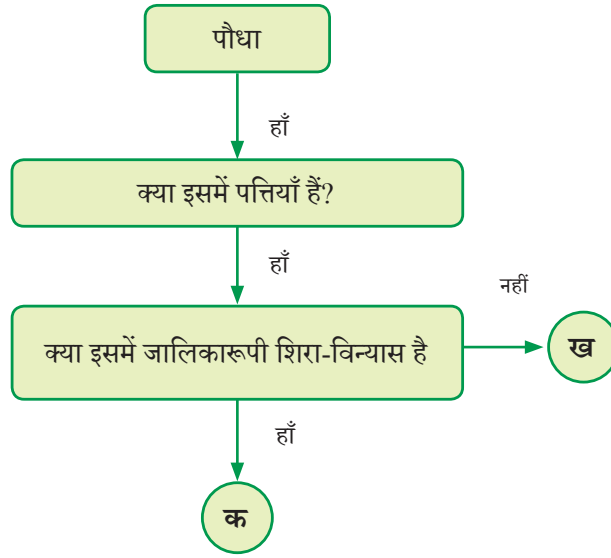 पौधा
हाँ
क्या इसमें पत्तियाँ हैं?
हाँ
नहीं
क्या इसमें जालिकारूपी शिरा-विन्यास है
ख
हाँ
क